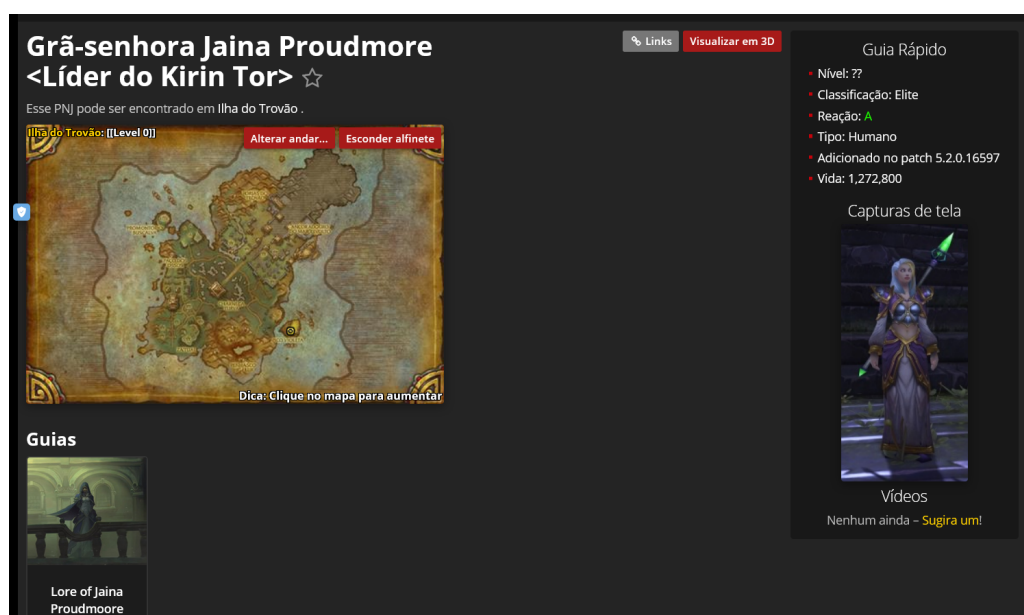 Grã-senhora Jaina Proudmore
<Líder do Kirin Tor>
Links
Visualizar em 3D
Esse PNJ pode ser encontrado em Ilha do Trovão .
Ilha do Trovão: [[Level 0]]
Alterar andar...
Esconder alfinete
Dica: Clique no mapa para aumentar
Guias
Lore of Jaina
Proudmoore
Guia Rápido
Nível: ??
Classificação: Elite
Reação: A
Tipo: Humano
Adicionado no patch 5.2.0.16597
Vida: 1,272,800
Capturas de tela
Vídeos
Nenhum ainda – Sugira um!